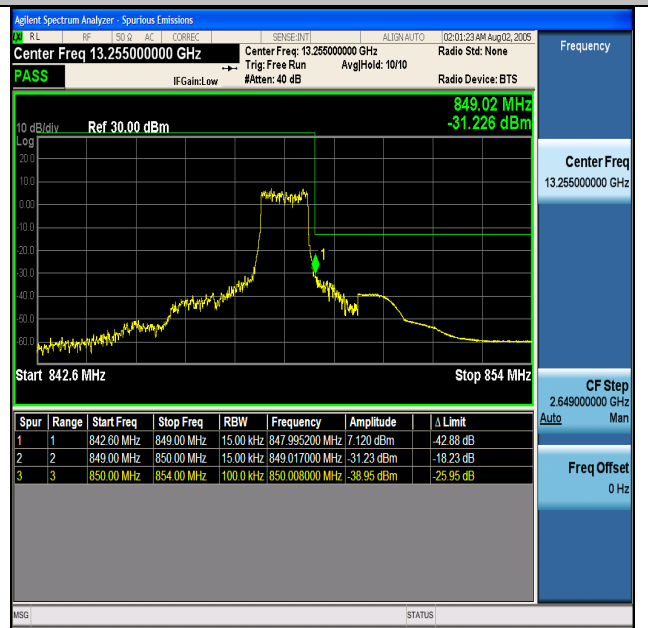 Agilent Spectrum Analyzer - Spurious Emissions
RL RF 50 Ω AC CORREC SENSE:INT ALIGN AUTO 02:01:23 AM Aug 02, 2005
Center Freq 13.255000000 GHz
Center Freq: 13.255000000 GHz
Radio Std: None
Trig: Free Run Avg|Hold: 10/10
PASS
IFGain:Low
#Atten: 40 dB
Radio Device: BTS
849.02 MHz
-31.226 dBm
10 dB/div Ref 30.00 dBm
Log
20.0
10.0
0.00
-10.0
-20.0
-30.0
-40.0
-50.0
-60.0
1
Start 842.6 MHz
Stop 854 MHz
Spur Range Start Freq Stop Freq RBW Frequency Amplitude Δ Limit
1 1 842.60 MHz 849.00 MHz 15.00 kHz 847.995200 MHz 7.120 dBm -42.88 dB
2 2 849.00 MHz 850.00 MHz 15.00 kHz 849.017000 MHz -31.23 dBm -18.23 dB
3 3 850.00 MHz 854.00 MHz 100.0 kHz 850.008000 MHz -38.95 dBm -25.95 dB
Frequency
Center Freq
13.255000000 GHz
CF Step
2.649000000 GHz
Auto Man
Freq Offset
0 Hz
MSG
STATUS